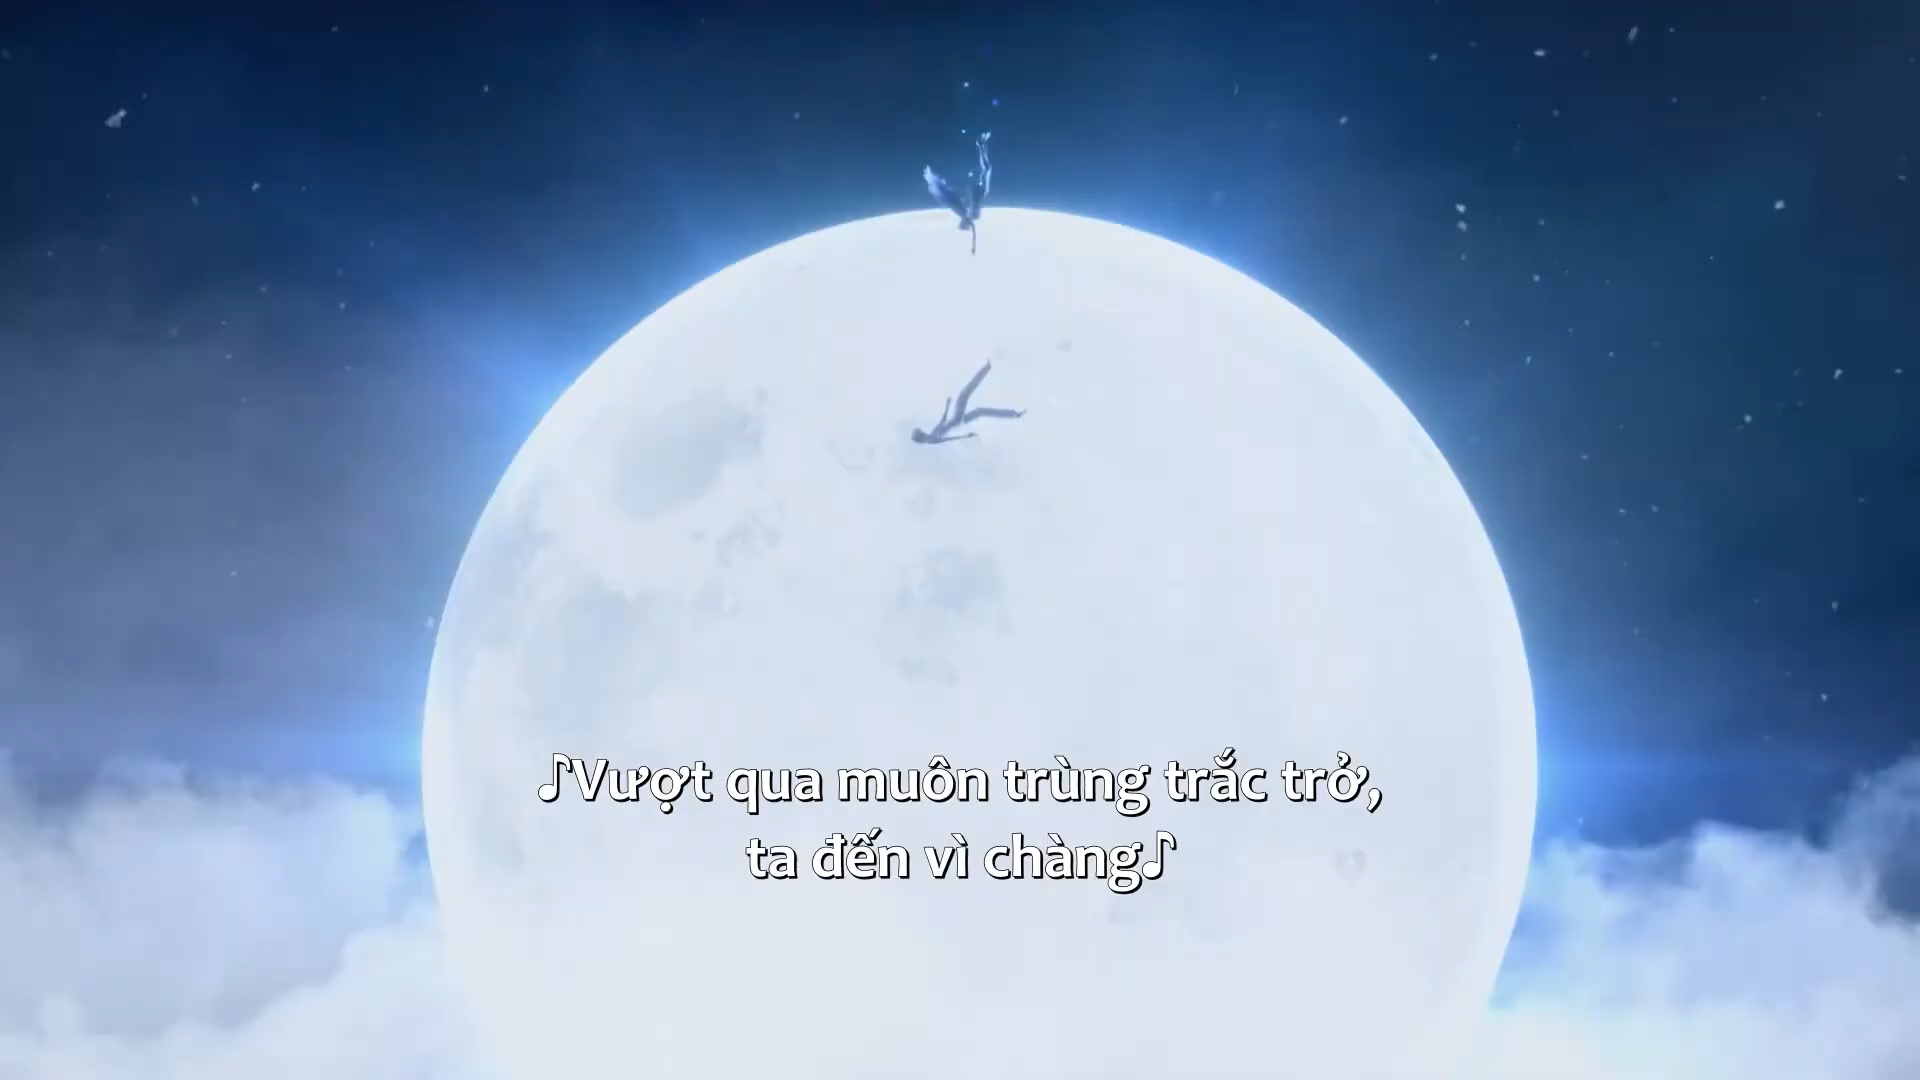 ♪Vượt qua muôn trùng trắc trở,
ta đến vì chàng♪